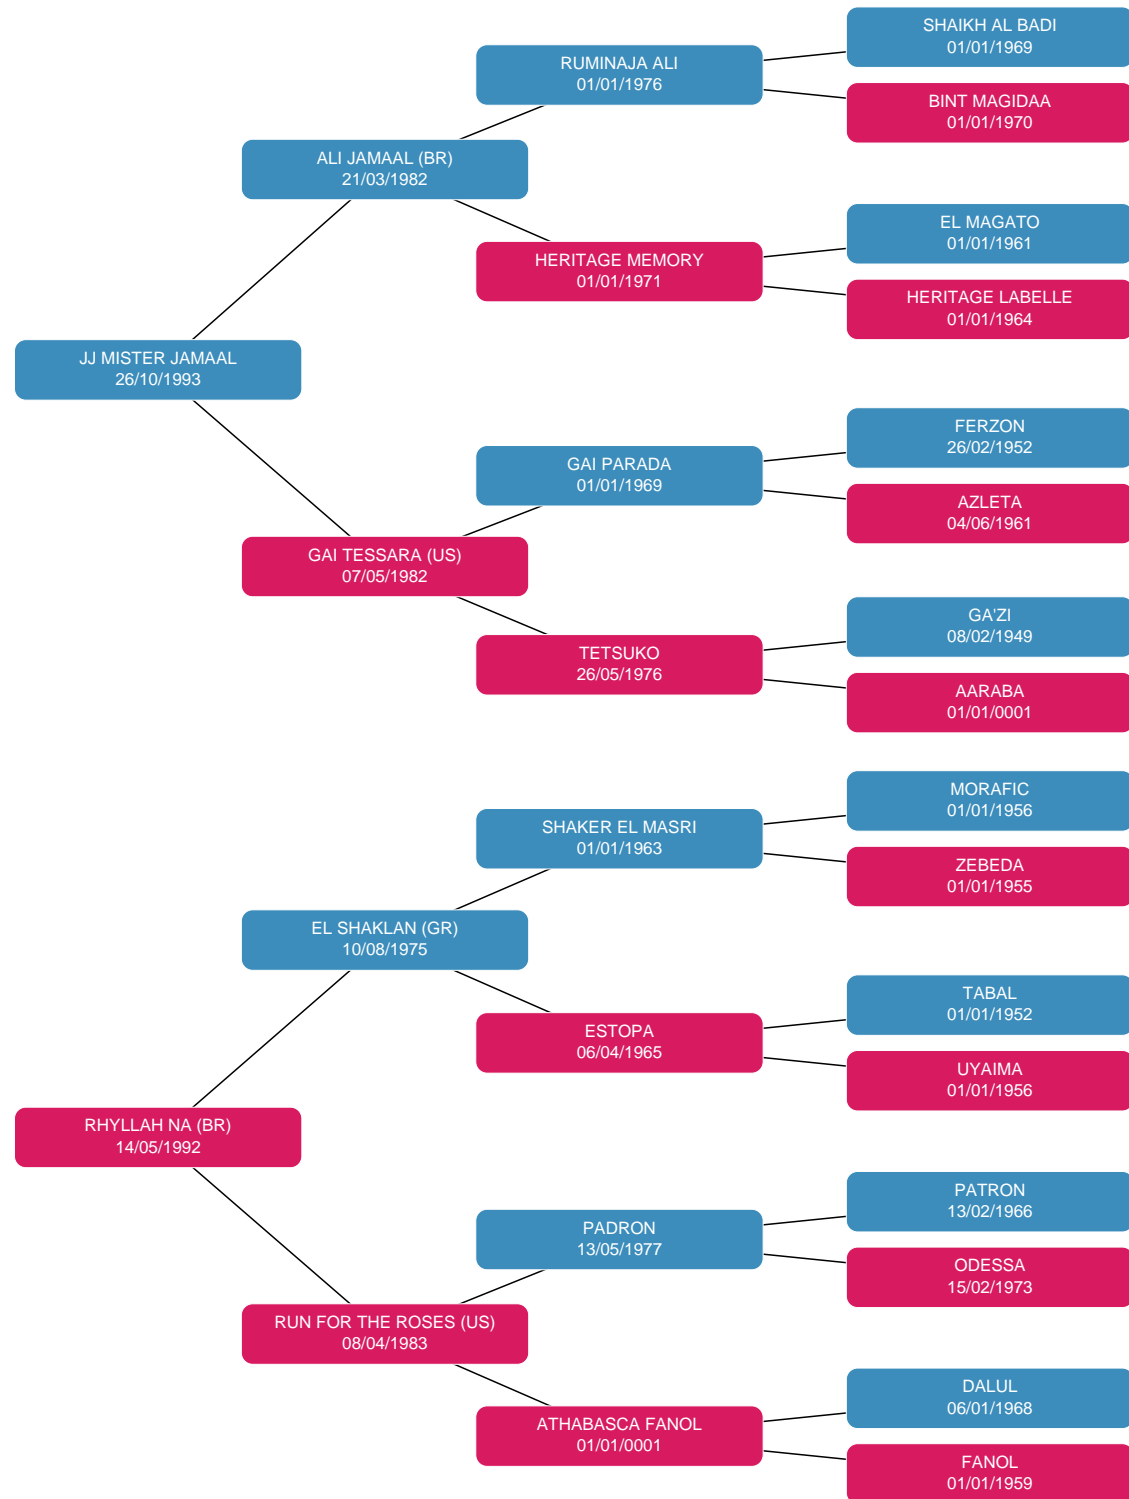 SHAIKH AL BADI
01/01/1969
RUMINAJA ALI
01/01/1976
BINT MAGIDAA
01/01/1970
ALI JAMAAL (BR)
21/03/1982
EL MAGATO
01/01/1961
HERITAGE MEMORY
01/01/1971
HERITAGE LABELLE
01/01/1964
JJ MISTER JAMAAL
26/10/1993
FERZON
26/02/1952
GAI PARADA
01/01/1969
AZLETA
04/06/1961
GAI TESSARA (US)
07/05/1982
GA'ZI
08/02/1949
TETSUKO
26/05/1976
AARABA
01/01/0001
MORAFIC
01/01/1956
SHAKER EL MASRI
01/01/1963
ZEBEDA
01/01/1955
EL SHAKLAN (GR)
10/08/1975
TABAL
01/01/1952
ESTOPA
06/04/1965
UYAIMA
01/01/1956
RHYLLAH NA (BR)
14/05/1992
PATRON
13/02/1966
PADRON
13/05/1977
ODESSA
15/02/1973
RUN FOR THE ROSES (US)
08/04/1983
DALUL
06/01/1968
ATHABASCA FANOL
01/01/0001
FANOL
01/01/1959